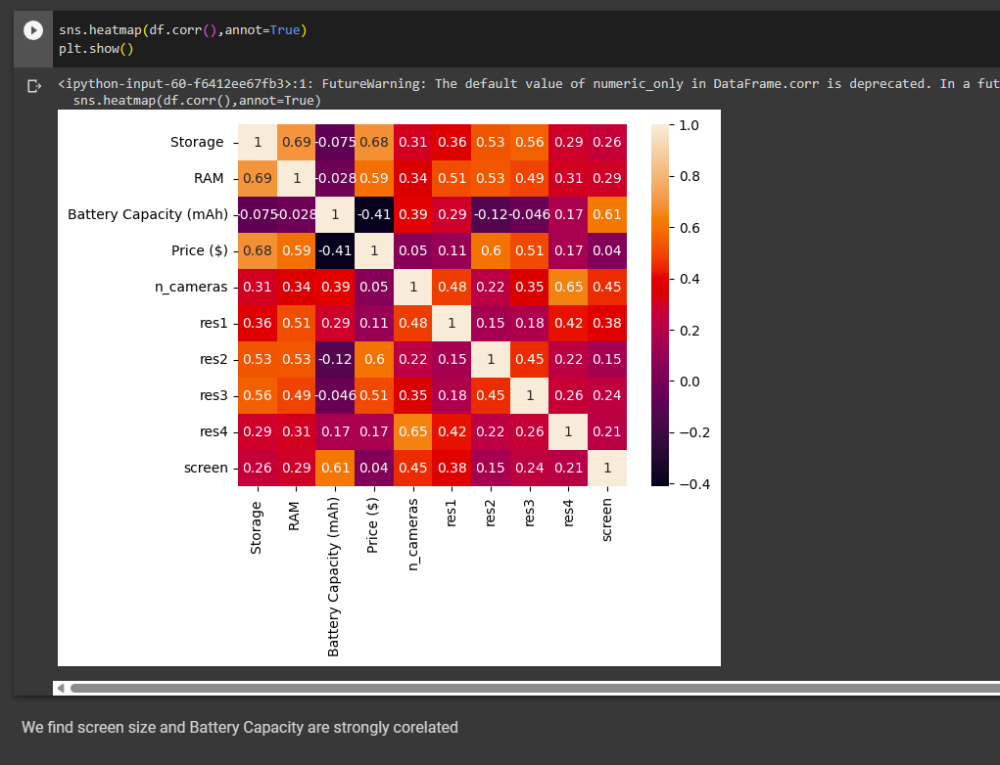 sns.heatmap(df.corr(),annot=True)
plt.show()
<ipython-input-60-f6412ee67fb3>:1: FutureWarning: The default value of numeric_only in DataFrame.corr is deprecated. In a fut
sns.heatmap(df.corr(),annot=True)
Storage 1 0.69 -0.075 0.68 0.31 0.36 0.53 0.56 0.29 0.26
RAM 0.69 1 -0.028 0.59 0.34 0.51 0.53 0.49 0.31 0.29
Battery Capacity (mAh) -0.075 -0.028 1 -0.41 0.39 0.29 -0.12 -0.046 0.17 0.61
Price ($) 0.68 0.59 -0.41 1 0.05 0.11 0.6 0.51 0.17 0.04
n_cameras 0.31 0.34 0.39 0.05 1 0.48 0.22 0.35 0.65 0.45
res1 0.36 0.51 0.29 0.11 0.48 1 0.15 0.18 0.42 0.38
res2 0.53 0.53 -0.12 0.6 0.22 0.15 1 0.45 0.22 0.15
res3 0.56 0.49 -0.046 0.51 0.35 0.18 0.45 1 0.26 0.24
res4 0.29 0.31 0.17 0.17 0.65 0.42 0.22 0.26 1 0.21
screen 0.26 0.29 0.61 0.04 0.45 0.38 0.15 0.24 0.21 1
Storage
RAM
Battery Capacity (mAh)
Price ($)
n_cameras
res1
res2
res3
res4
screen
1.0
0.8
0.6
0.4
0.2
0.0
−0.2
−0.4
We find screen size and Battery Capacity are strongly corelated